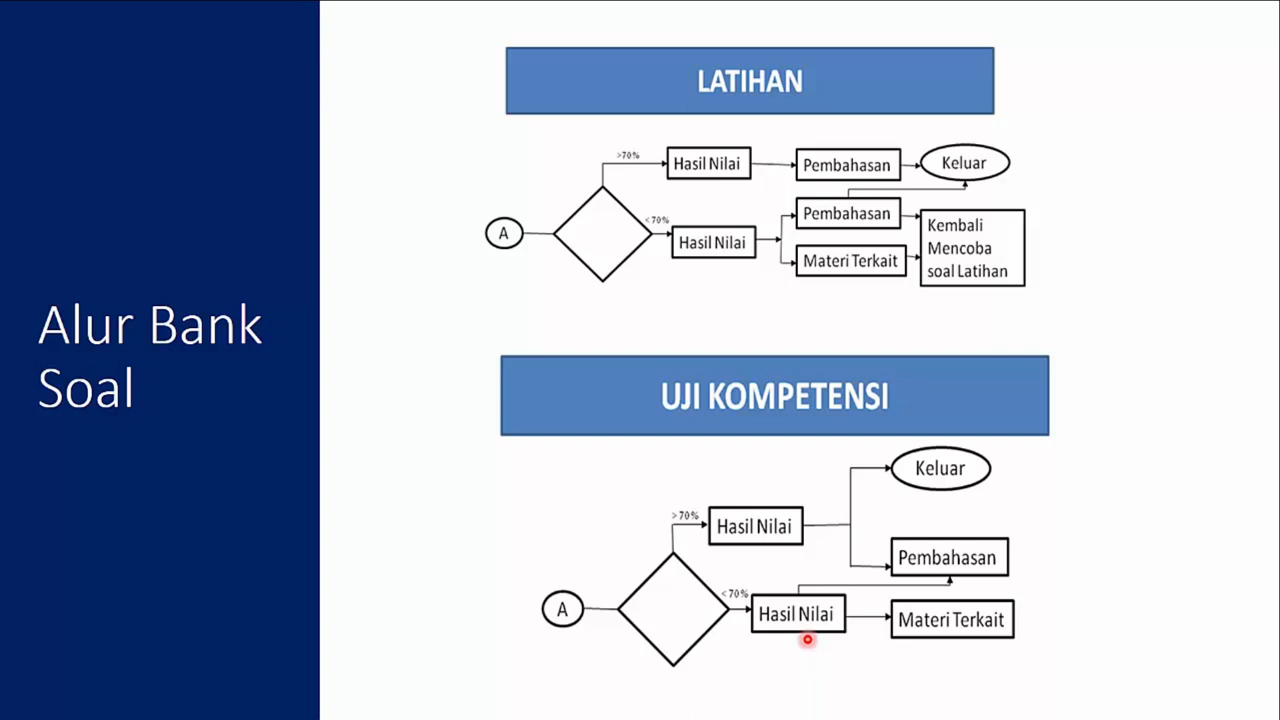 Alur Bank
Soal
LATIHAN
>70%
Hasil Nilai
Pembahasan
Keluar
A
<70%
Hasil Nilai
Pembahasan
Materi Terkait
Kembali
Mencoba
soal Latihan
UJI KOMPETENSI
Keluar
>70%
Hasil Nilai
Pembahasan
A
<70%
Hasil Nilai
Materi Terkait